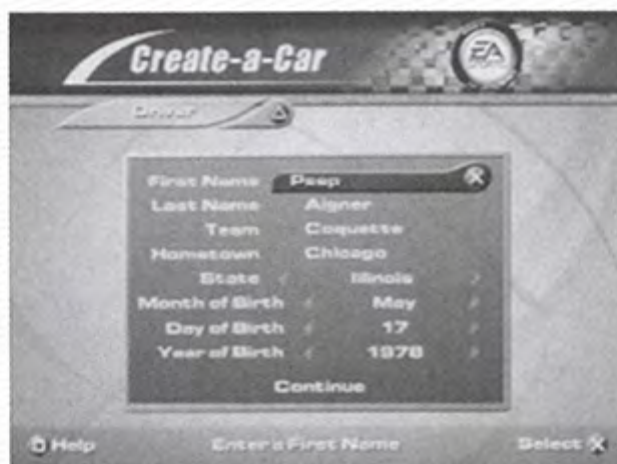 Create-a-Car
EA
Driver
First Name Peep
Last Name Aigner
Team Coquette
Hometown Chicago
State Illinois
Month of Birth May
Day of Birth 17
Year of Birth 1978
Continue
Help Enter a First Name Select